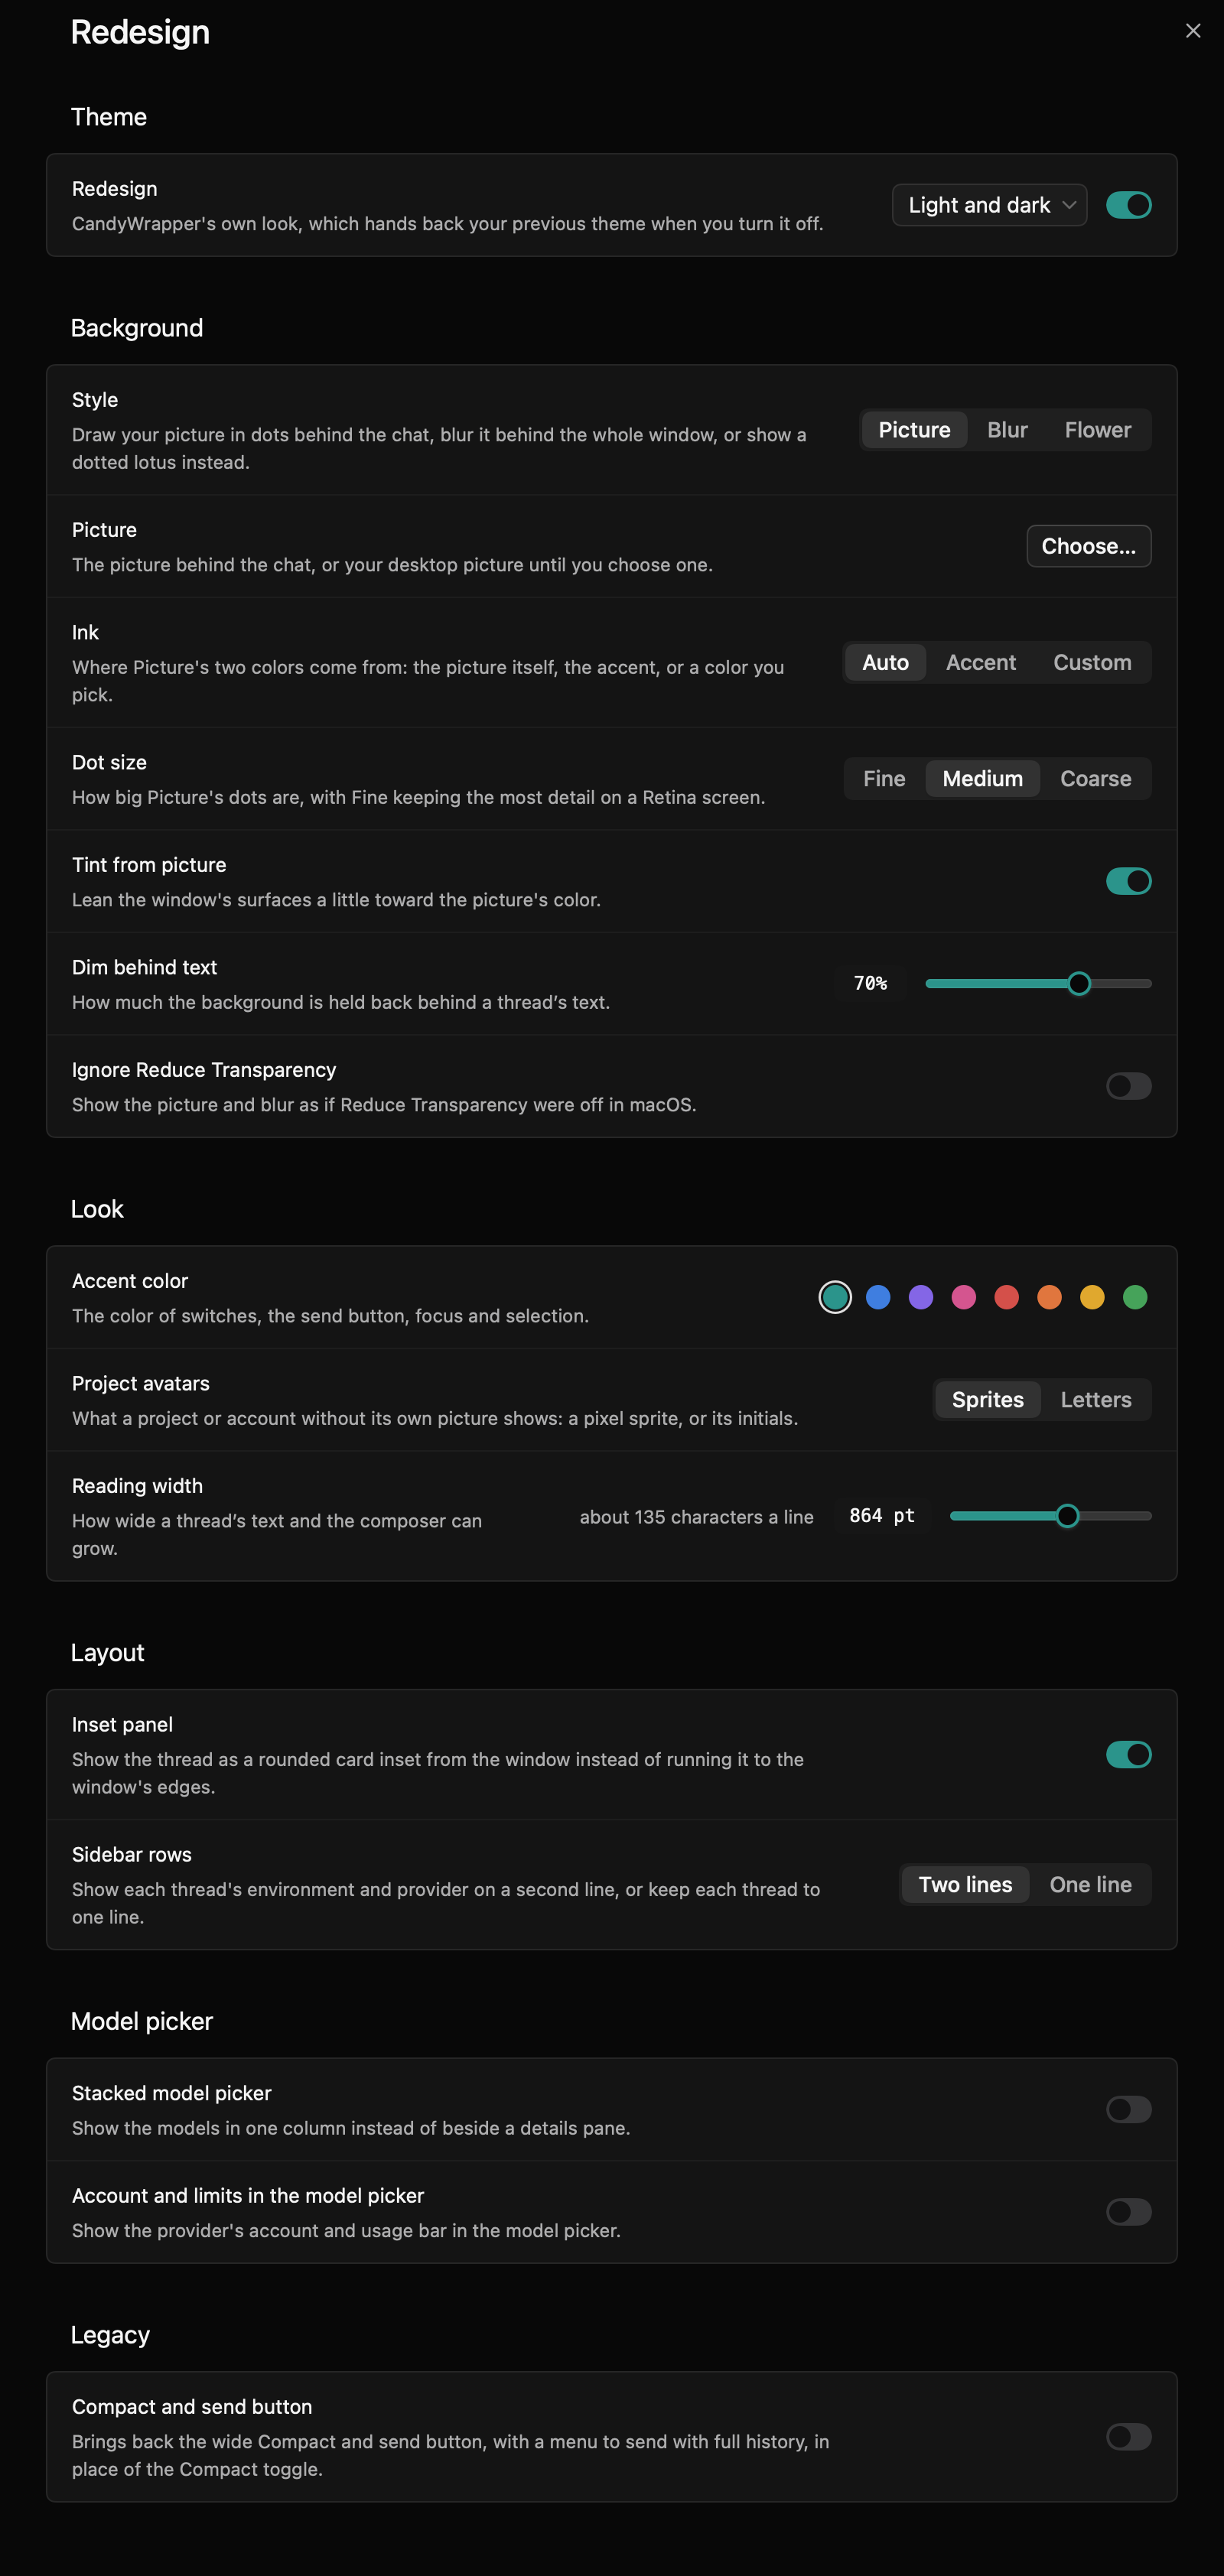 Redesign
Theme
Redesign
CandyWrapper's own look, which hands back your previous theme when you turn it off.
Light and dark
Background
Style
Draw your picture in dots behind the chat, blur it behind the whole window, or show a
dotted lotus instead.
Picture Blur Flower
Picture
The picture behind the chat, or your desktop picture until you choose one.
Choose...
Ink
Where Picture's two colors come from: the picture itself, the accent, or a color you
pick.
Auto Accent Custom
Dot size
How big Picture's dots are, with Fine keeping the most detail on a Retina screen.
Fine Medium Coarse
Tint from picture
Lean the window's surfaces a little toward the picture's color.
Dim behind text
How much the background is held back behind a thread’s text.
70%
Ignore Reduce Transparency
Show the picture and blur as if Reduce Transparency were off in macOS.
Look
Accent color
The color of switches, the send button, focus and selection.
Project avatars
What a project or account without its own picture shows: a pixel sprite, or its initials.
Sprites Letters
Reading width
How wide a thread’s text and the composer can
grow.
about 135 characters a line 864 pt
Layout
Inset panel
Show the thread as a rounded card inset from the window instead of running it to the
window's edges.
Sidebar rows
Show each thread's environment and provider on a second line, or keep each thread to
one line.
Two lines One line
Model picker
Stacked model picker
Show the models in one column instead of beside a details pane.
Account and limits in the model picker
Show the provider's account and usage bar in the model picker.
Legacy
Compact and send button
Brings back the wide Compact and send button, with a menu to send with full history, in
place of the Compact toggle.